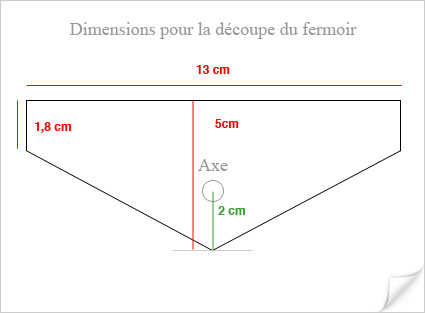 Dimensions pour la découpe du fermoir
13 cm
1,8 cm
5cm
Axe
2 cm